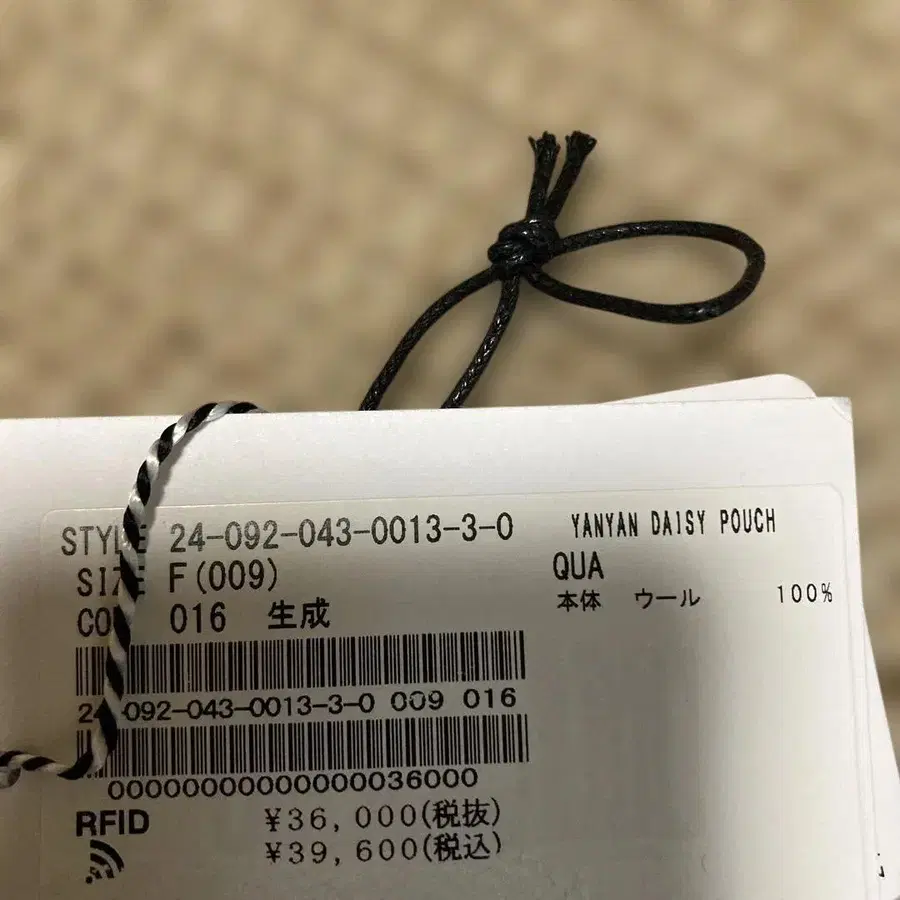 STYLE 24-092-043-0013-3-0
YANYAN DAISY POUCH
SIZE F(009)
QUA
本体 ウール 100%
CO 016 生成
24-092-043-0013-3-0 009 016
00000000000000036000
RFID ¥36,000(税抜)
¥39,600(税込)